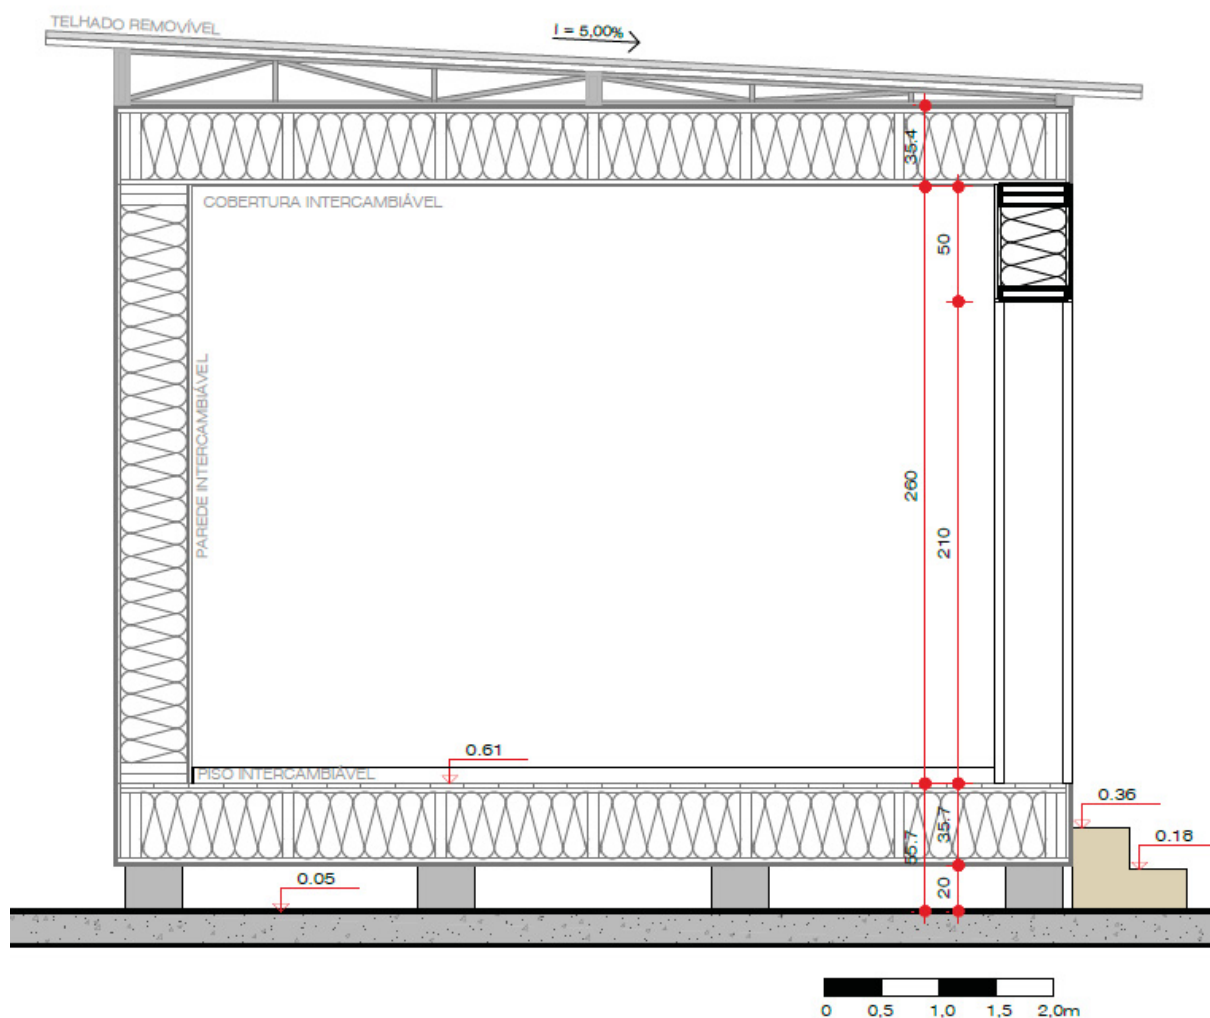 TELHADO REMOVÍVEL
i = 5,00%
35.4
COBERTURA INTERCAMBIÁVEL
50
PAREDE INTERCAMBIÁVEL
260
210
0.61
PISO INTERCAMBIÁVEL
0.36
35.7
55.7
0.18
0.05
20
0 0,5 1,0 1,5 2,0m